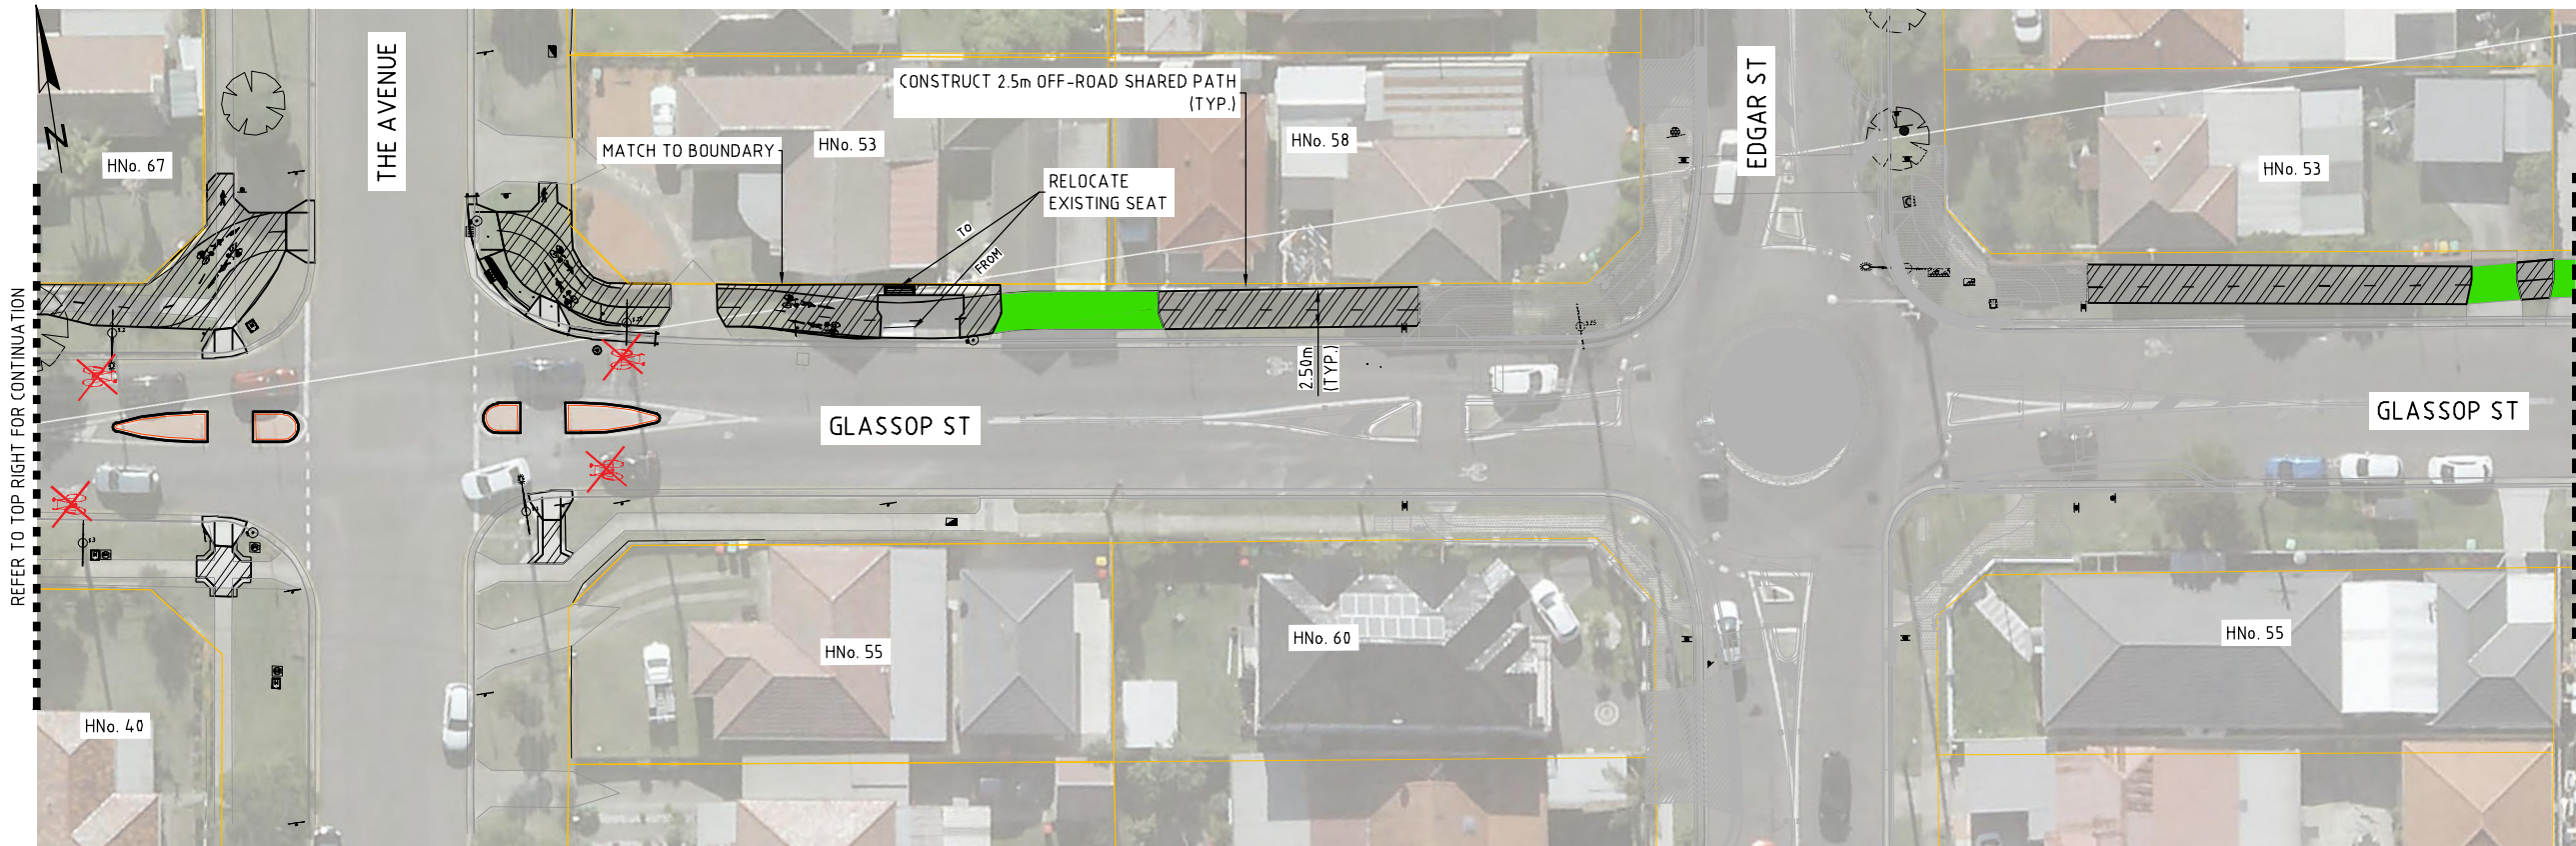 THE AVENUE
EDGAR ST
CONSTRUCT 2.5m OFF-ROAD SHARED PATH
(TYP.)
N
HNo. 67
MATCH TO BOUNDARY
HNo. 53
HNo. 58
HNo. 53
RELOCATE
EXISTING SEAT
TO
FROM
REFER TO TOP RIGHT FOR CONTINUATION
2.50m
(TYP.)
GLASSOP ST
GLASSOP ST
HNo. 55
HNo. 60
HNo. 55
HNo. 40